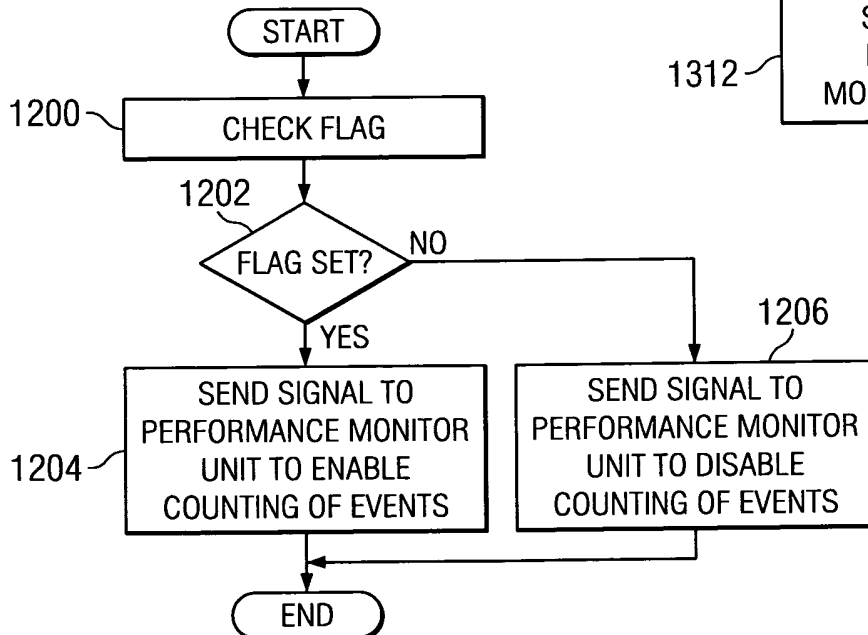 START
1200
CHECK FLAG
1202
FLAG SET?
NO
YES
1204
SEND SIGNAL TO
PERFORMANCE MONITOR
UNIT TO ENABLE
COUNTING OF EVENTS
1206
SEND SIGNAL TO
PERFORMANCE MONITOR
UNIT TO DISABLE
COUNTING OF EVENTS
END
1312